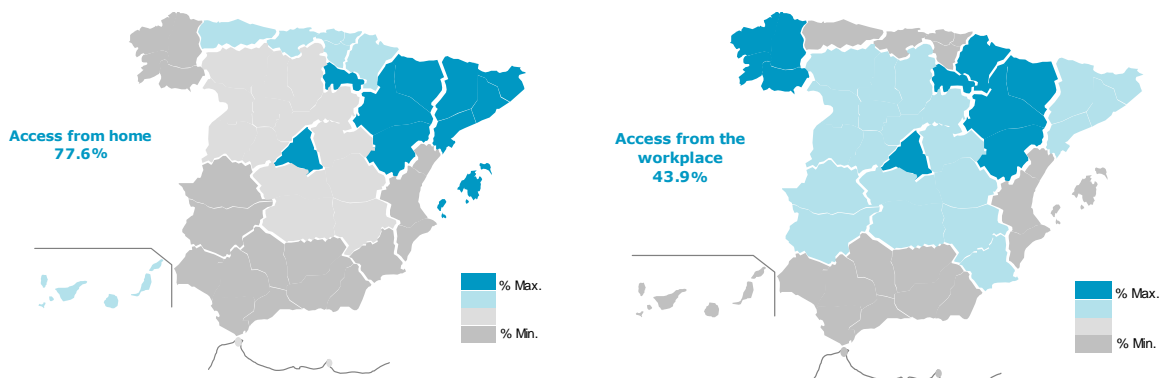 Access from home
77.6%
% Max.
% Min.
Access from the
workplace
43.9%
% Max.
% Min.